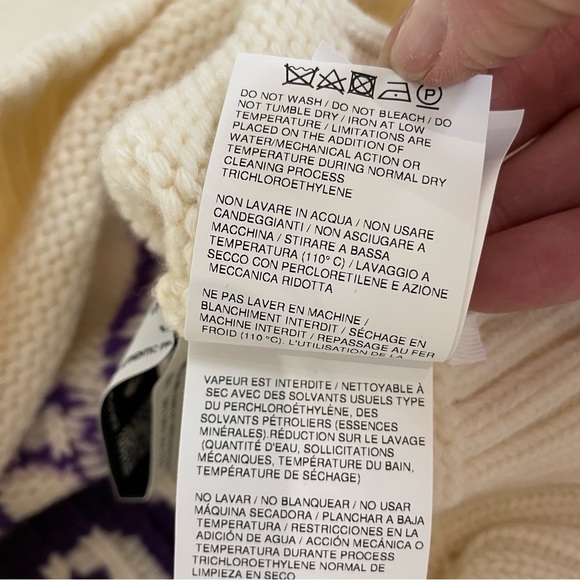 P
DO NOT WASH / DO NOT BLEACH / DO
NOT TUMBLE DRY / IRON AT LOW
TEMPERATURE / LIMITATIONS ARE
PLACED ON THE ADDITION OF
WATER/MECHANICAL ACTION OR
TEMPERATURE DURING NORMAL DRY
CLEANING PROCESS
TRICHLOROETHYLENE
NON LAVARE IN ACQUA / NON USARE
CANDEGGIANTI / NON ASCIUGARE A
MACCHINA / STIRARE A BASSA
TEMPERATURA (110° C) / LAVAGGIO A
SECCO CON PERCLORETILENE E AZIONE
MECCANICA RIDOTTA
NE PAS LAVER EN MACHINE /
BLANCHIMENT INTERDIT / SÉCHAGE EN
MACHINE INTERDIT / REPASSAGE AU FER
FROID (110 °C). L'UTILISATION DE LA
VAPEUR EST INTERDITE / NETTOYABLE À
SEC AVEC DES SOLVANTS USUELS TYPE
DU PERCHLOROÉTHYLÈNE, DES
SOLVANTS PÉTROLIERS (ESSENCES
MINÉRALES).RÉDUCTION SUR LE LAVAGE
(QUANTITÉ D'EAU, SOLLICITATIONS
MÉCANIQUES, TEMPÉRATURE DU BAIN,
TEMPÉRATURE DE SÉCHAGE)
NO LAVAR / NO BLANQUEAR / NO USAR
MÁQUINA SECADORA / PLANCHAR A BAJA
TEMPERATURA / RESTRICCIONES EN LA
ADICIÓN DE AGUA / ACCIÓN MECÁNICA O
TEMPERATURA DURANTE PROCESO
TRICHLOROETHYLENE NORMAL DE
LIMPIEZA EN SECO